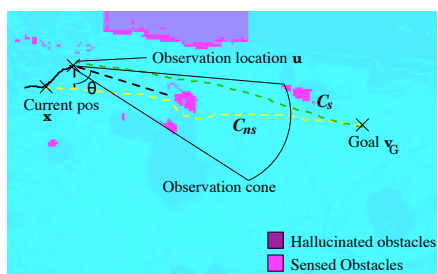 Observation location u
θ
Current pos
x
C_s
C_ns
Goal v_G
Observation cone
Hallucinated obstacles
Sensed Obstacles